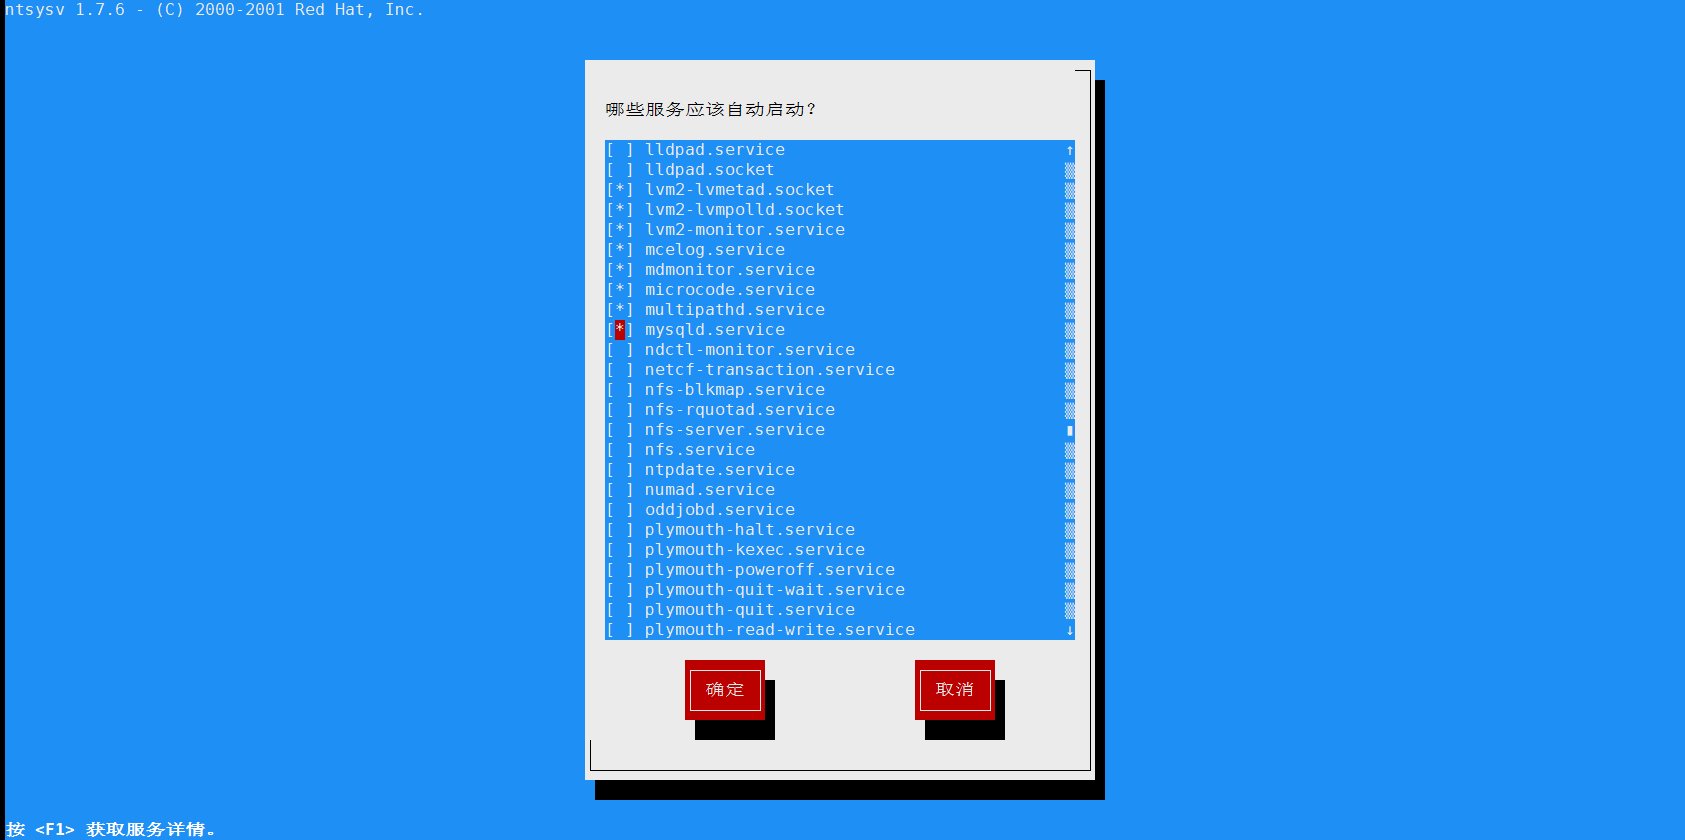 ntsysv 1.7.6 - (C) 2000-2001 Red Hat, Inc.
哪些服务应该自动启动?
[ ] lldpad.service ↑
[ ] lldpad.socket
[*] lvm2-lvmetad.socket
[*] lvm2-lvmpolld.socket
[*] lvm2-monitor.service
[*] mcelog.service
[*] mdmonitor.service
[*] microcode.service
[*] multipathd.service
[*] mysqld.service
[ ] ndctl-monitor.service
[ ] netcf-transaction.service
[ ] nfs-blkmap.service
[ ] nfs-rquotad.service
[ ] nfs-server.service
[ ] nfs.service
[ ] ntpdate.service
[ ] numad.service
[ ] oddjobd.service
[ ] plymouth-halt.service
[ ] plymouth-kexec.service
[ ] plymouth-poweroff.service
[ ] plymouth-quit-wait.service
[ ] plymouth-quit.service
[ ] plymouth-read-write.service ↓
确定 取消
按 <F1> 获取服务详情。